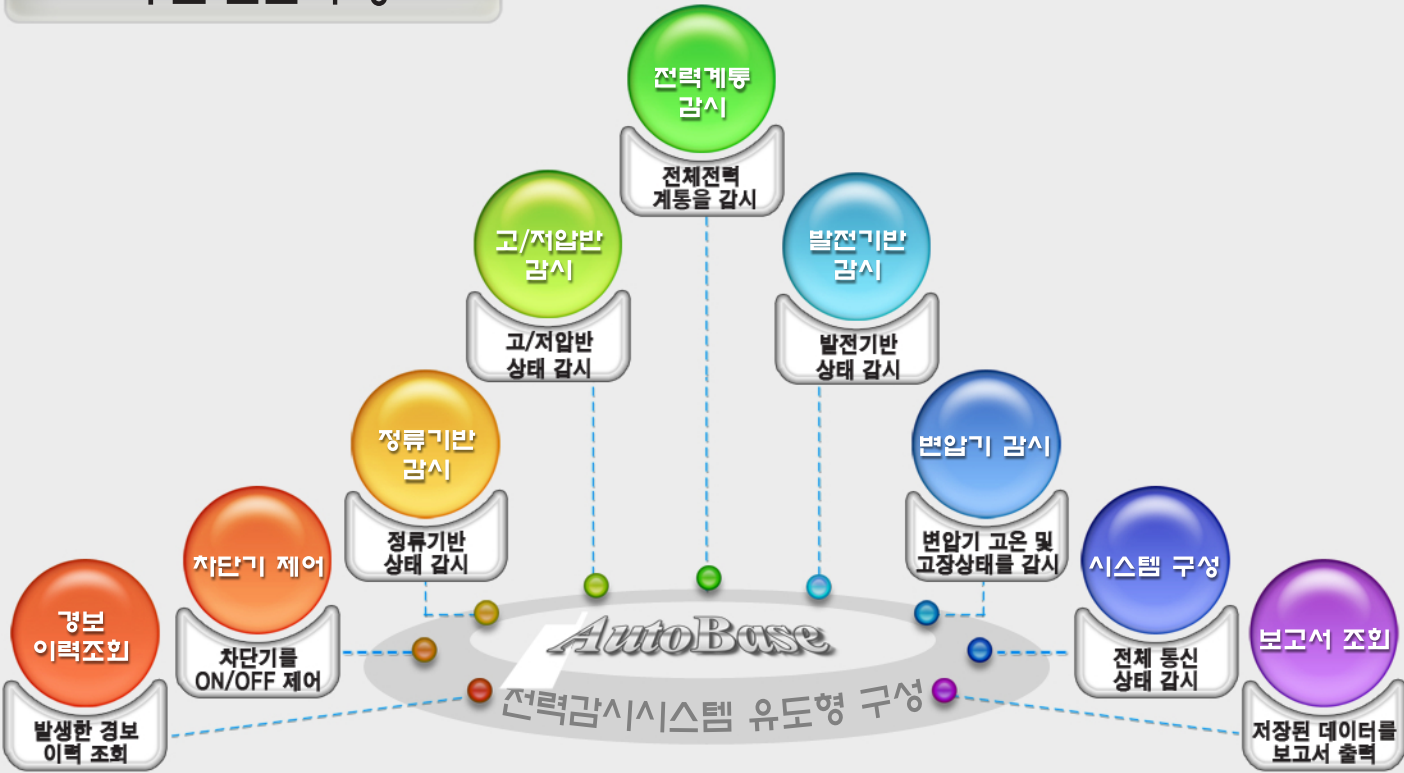 전력계통
감시
전체전력
계통을 감시
고/저압반
감시
고/저압반
상태 감시
발전기반
감시
발전기반
상태 감시
정류기반
감시
정류기반
상태 감시
변압기 감시
변압기 고온 및
고장상태를 감시
차단기 제어
차단기를
ON/OFF 제어
시스템 구성
전체 통신
상태 감시
경보
이력조회
발생한 경보
이력 조회
보고서 조회
저장된 데이터를
보고서 출력
AutoBase
전력감시시스템 유도형 구성